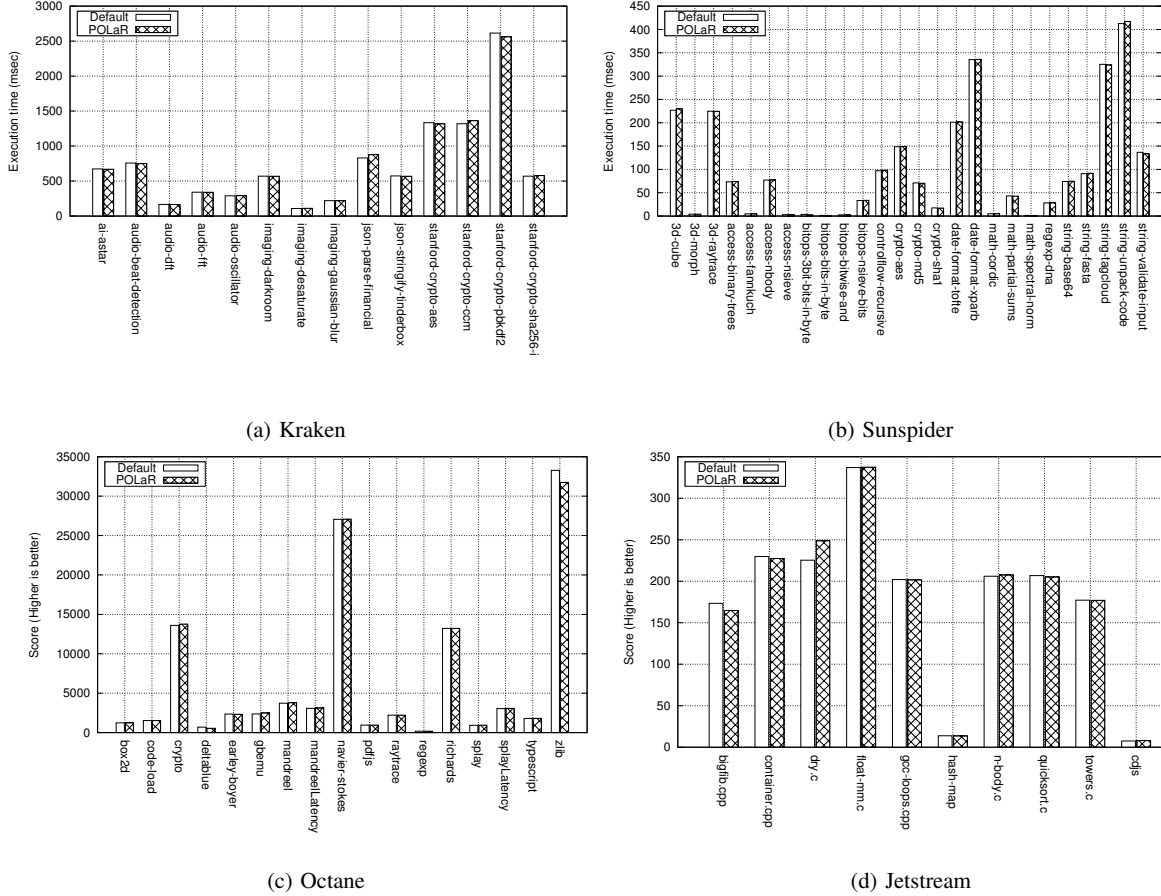 Default
POLaR
Execution time (msec)
3000
2500
2000
1500
1000
500
0
ai-astar
audio-beat-detection
audio-dft
audio-fft
audio-oscillator
imaging-darkroom
imaging-desaturate
imaging-gaussian-blur
json-parse-financial
json-stringify-tinderbox
stanford-crypto-aes
stanford-crypto-ccm
stanford-crypto-pbkdf2
stanford-crypto-sha256-i
(a) Kraken
Default
POLaR
Execution time (msec)
450
400
350
300
250
200
150
100
50
0
3d-cube
3d-morph
3d-raytrace
access-binary-trees
access-fannkuch
access-nbody
access-nsieve
bitops-3bit-bits-in-byte
bitops-bits-in-byte
bitops-bitwise-and
bitops-nsieve-bits
controlflow-recursive
crypto-aes
crypto-md5
crypto-sha1
date-format-tofte
date-format-xparb
math-cordic
math-partial-sums
math-spectral-norm
regexp-dna
string-base64
string-fasta
string-tagcloud
string-unpack-code
string-validate-input
(b) Sunspider
Default
POLaR
Score (Higher is better)
35000
30000
25000
20000
15000
10000
5000
0
box2d
code-load
crypto
deltablue
earley-boyer
gbemu
mandreel
mandreelLatency
navier-stokes
pdfjs
raytrace
regexp
richards
splay
splayLatency
typescript
zlib
(c) Octane
Default
POLaR
Score (Higher is better)
350
300
250
200
150
100
50
0
bigfib.cpp
container.cpp
dry.c
float-mm.c
gcc-loops.cpp
hash-map
n-body.c
quicksort.c
towers.c
cdjs
(d) Jetstream